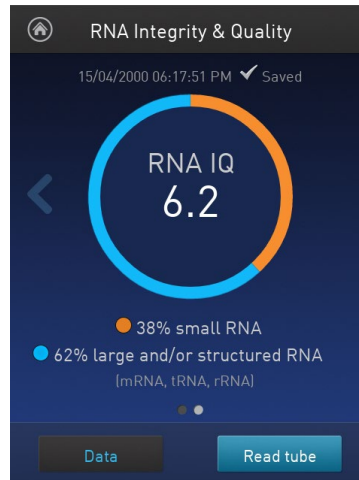 RNA Integrity & Quality
15/04/2000 06:17:51 PM Saved
RNA IQ
6.2
38% small RNA
62% large and/or structured RNA
(mRNA, tRNA, rRNA)
Data
Read tube